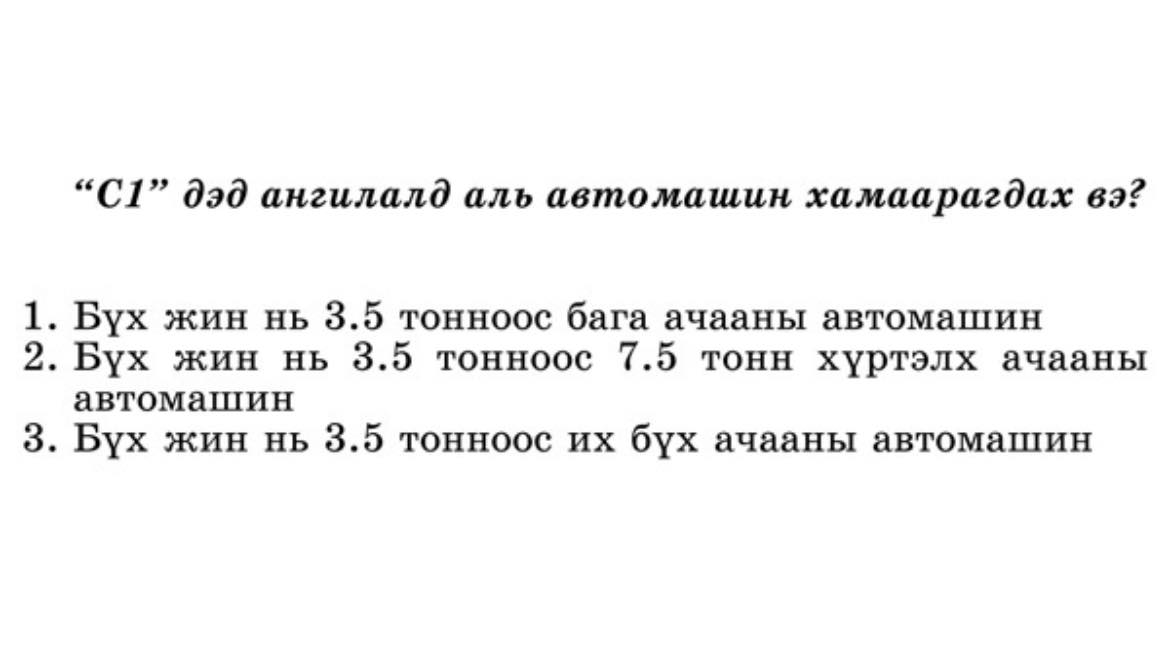 “С1” дэд ангилалд аль автомашин хамаарагдах вэ?
1. Бүх жин нь 3.5 тонноос бага ачааны автомашин
2. Бүх жин нь 3.5 тонноос 7.5 тонн хүртэлх ачааны
автомашин
3. Бүх жин нь 3.5 тонноос их бүх ачааны автомашин